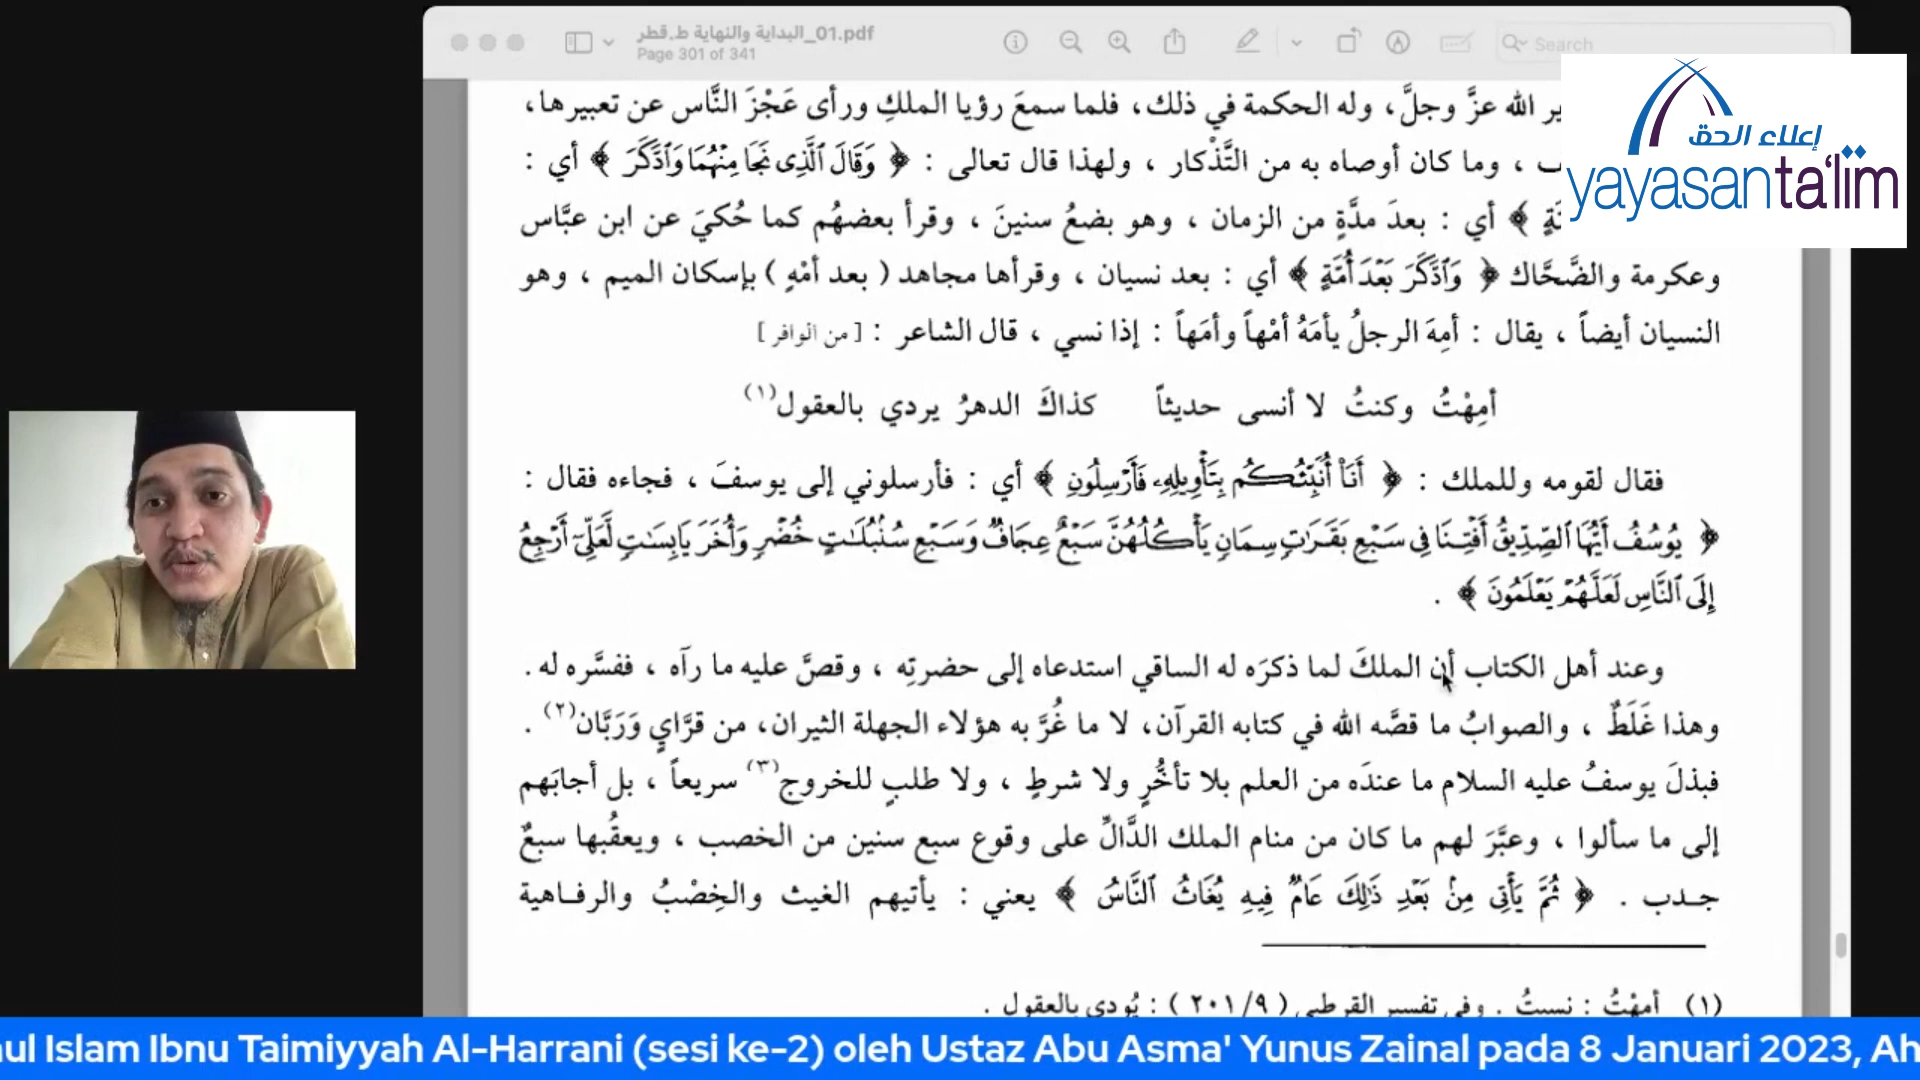 البداية والنهاية ط.قطر_01.pdf
Page 301 of 341
Search
إعلاء الحق
yayasanta'lim
الله عزَّ وجلَّ، وله الحكمة في ذلك، فلما سمعَ رؤيا الملكِ ورأى عَجْزَ النَّاس عن تعبيرها،
، وما كان أوصاه به من التَّذْكار ، ولهذا قال تعالى : ﴿ وَقَالَ ٱلَّذِى نَجَا مِنْهُمَا وَٱدَّكَرَ ﴾ أي :
﴾ أي : بعدَ مدَّةٍ من الزمان ، وهو بضعُ سنينَ ، وقرأ بعضهُم كما حُكيَ عن ابن عبَّاس
وعكرمة والضَّحَّاك ﴿ وَٱدَّكَرَ بَعْدَ أُمَّةٍ ﴾ أي : بعد نسيان ، وقرأها مجاهد ( بعد أمْهٍ ) بإسكان الميم ، وهو
النسيان أيضاً ، يقال : أمِهَ الرجلُ يأمَهُ أمْهاً وأمَهاً : إذا نسي ، قال الشاعر : [ من الوافر ]
أمِهْتُ وكنتُ لا أنسى حديثاً كذاكَ الدهرُ يردي بالعقول(١)
فقال لقومه وللملك : ﴿ أَنَا۠ أُنَبِّئُكُم بِتَأْوِيلِهِۦ فَأَرْسِلُونِ ﴾ أي : فأرسلوني إلى يوسفَ ، فجاءه فقال :
﴿ يُوسُفُ أَيُّهَا ٱلصِّدِّيقُ أَفْتِنَا فِى سَبْعِ بَقَرَٰتٍ سِمَانٍ يَأْكُلُهُنَّ سَبْعٌ عِجَافٌ وَسَبْعِ سُنۢبُلَٰتٍ خُضْرٍ وَأُخَرَ يَابِسَٰتٍ لَّعَلِّىٓ أَرْجِعُ
إِلَى ٱلنَّاسِ لَعَلَّهُمْ يَعْلَمُونَ ﴾ .
وعند أهل الكتاب أن الملكَ لما ذكرَه له الساقي استدعاه إلى حضرتِه ، وقصَّ عليه ما رآه ، ففسَّره له .
وهذا غَلَطٌ ، والصوابُ ما قصَّه الله في كتابه القرآن، لا ما غُرَّ به هؤلاء الجهلة الثيران، من قرَّايٍ وَرَبَّان(٢) .
فبذلَ يوسفُ عليه السلام ما عندَه من العلم بلا تأخُّرٍ ولا شرطٍ ، ولا طلبٍ للخروج(٣) سريعاً ، بل أجابَهم
إلى ما سألوا ، وعبَّرَ لهم ما كان من منام الملك الدَّالِّ على وقوع سبع سنين من الخصب ، ويعقُبها سبعٌ
جدب . ﴿ ثُمَّ يَأْتِى مِنۢ بَعْدِ ذَٰلِكَ عَامٌ فِيهِ يُغَاثُ ٱلنَّاسُ ﴾ يعني : يأتيهم الغيث والخِصْبُ والرفاهية
(١) أمِهْتُ : نسيتُ . وفي تفسير القرطبي ( ٢٠١/٩ ) : يُودي بالعقول .
ul Islam Ibnu Taimiyyah Al-Harrani (sesi ke-2) oleh Ustaz Abu Asma' Yunus Zainal pada 8 Januari 2023, Ah